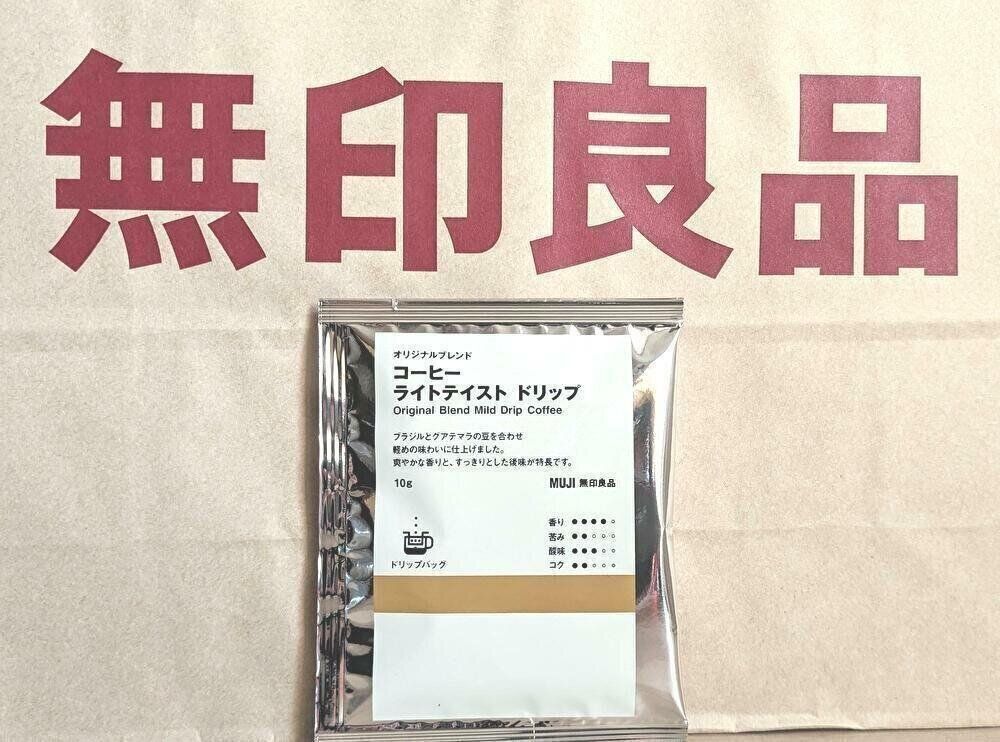 無印良品
オリジナルブレンド
コーヒー
ライトテイスト ドリップ
Original Blend Mild Drip Coffee
ブラジルとグアテマラの豆を合わせ
軽めの味わいに仕上げました。
爽やかな香りと、すっきりとした後味が特長です。
10g
MUJI 無印良品
香り ●●●●○
苦み ●●○○○
酸味 ●●●○○
コク ●●○○○
ドリップバッグ